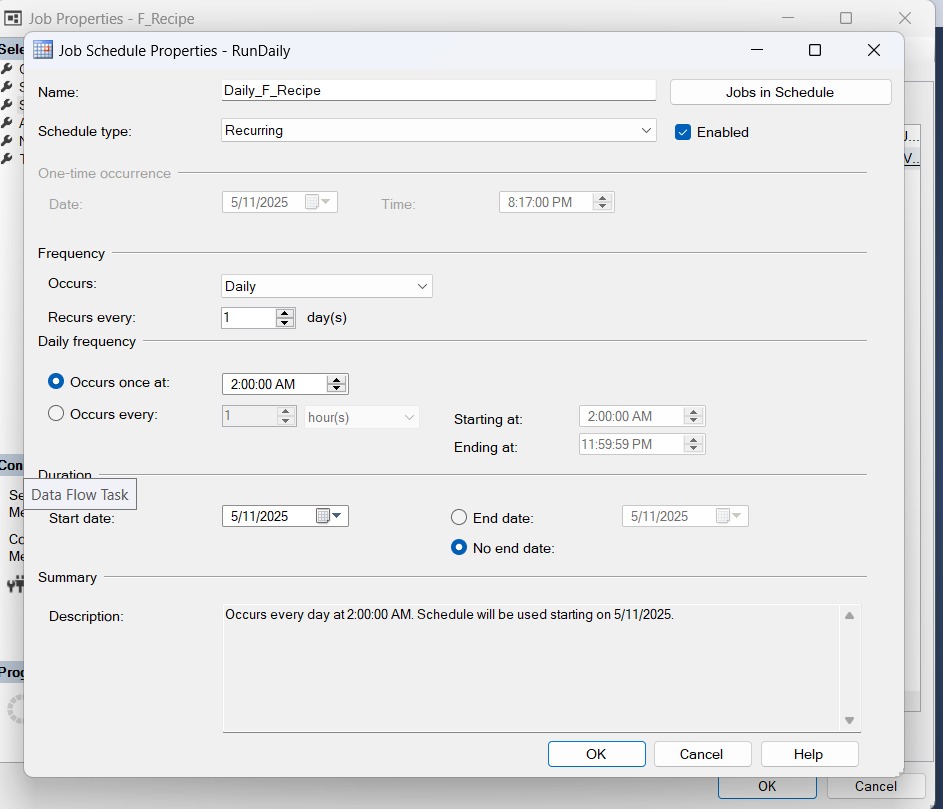 Job Properties - F_Recipe
Job Schedule Properties - RunDaily
Name:
Daily_F_Recipe
Jobs in Schedule
Schedule type:
Recurring
Enabled
One-time occurrence
Date:
5/11/2025
Time:
8:17:00 PM
Frequency
Occurs:
Daily
Recurs every:
1
day(s)
Daily frequency
Occurs once at:
2:00:00 AM
Occurs every:
1
hour(s)
Starting at:
2:00:00 AM
Ending at:
11:59:59 PM
Duration
Data Flow Task
Start date:
5/11/2025
End date:
5/11/2025
No end date:
Summary
Description:
Occurs every day at 2:00:00 AM. Schedule will be used starting on 5/11/2025.
OK
Cancel
Help
OK
Cancel